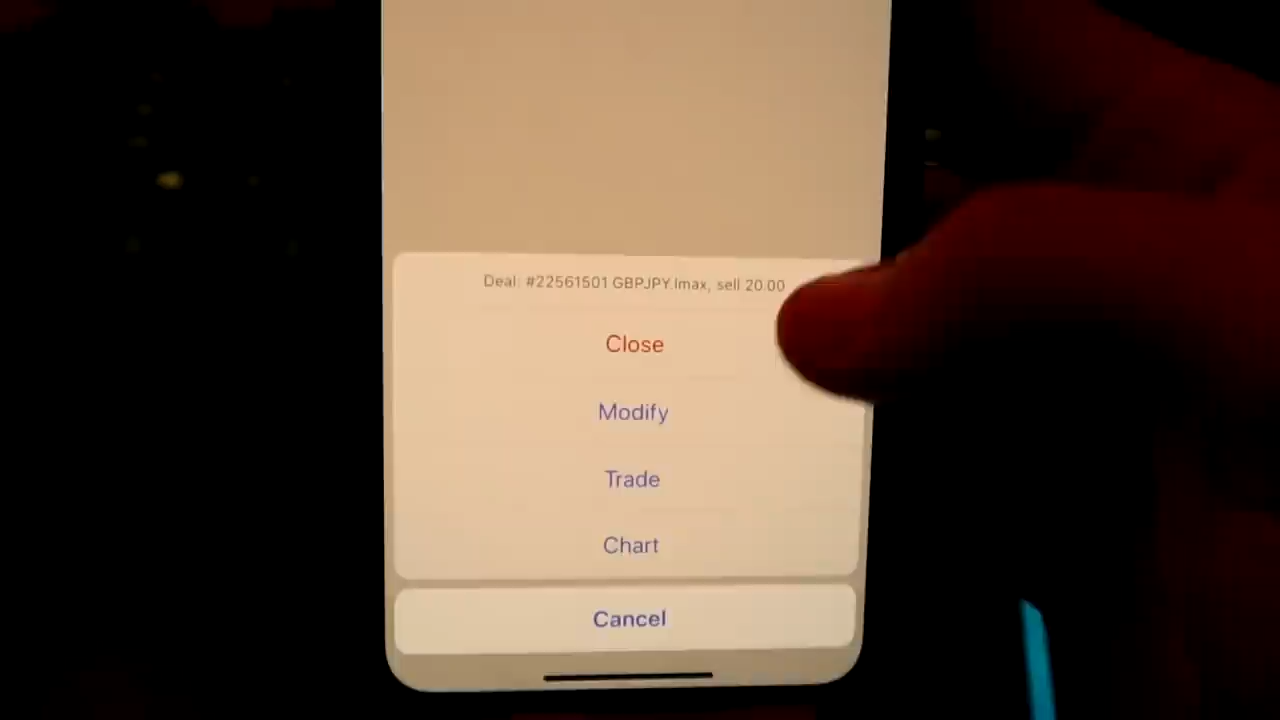 Deal: #22561501 GBPJPY.lmax, sell 20.00
Close
Modify
Trade
Chart
Cancel